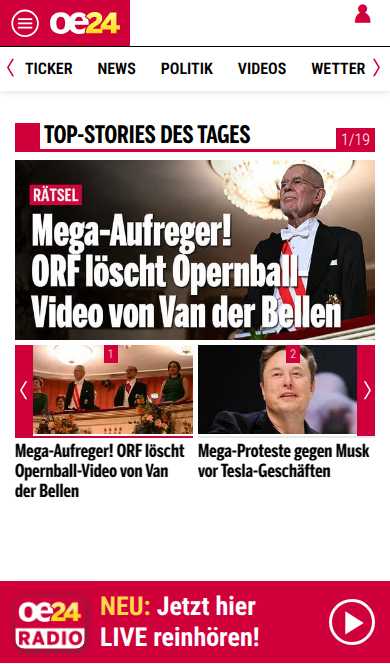 oe24
TICKER NEWS POLITIK VIDEOS WETTER
TOP-STORIES DES TAGES
1/19
RÄTSEL
Mega-Aufreger!
ORF löscht Opernball-
Video von Van der Bellen
1
2
Mega-Aufreger! ORF löscht
Opernball-Video von Van
der Bellen
Mega-Proteste gegen Musk
vor Tesla-Geschäften
oe24
RADIO
NEU: Jetzt hier
LIVE reinhören!